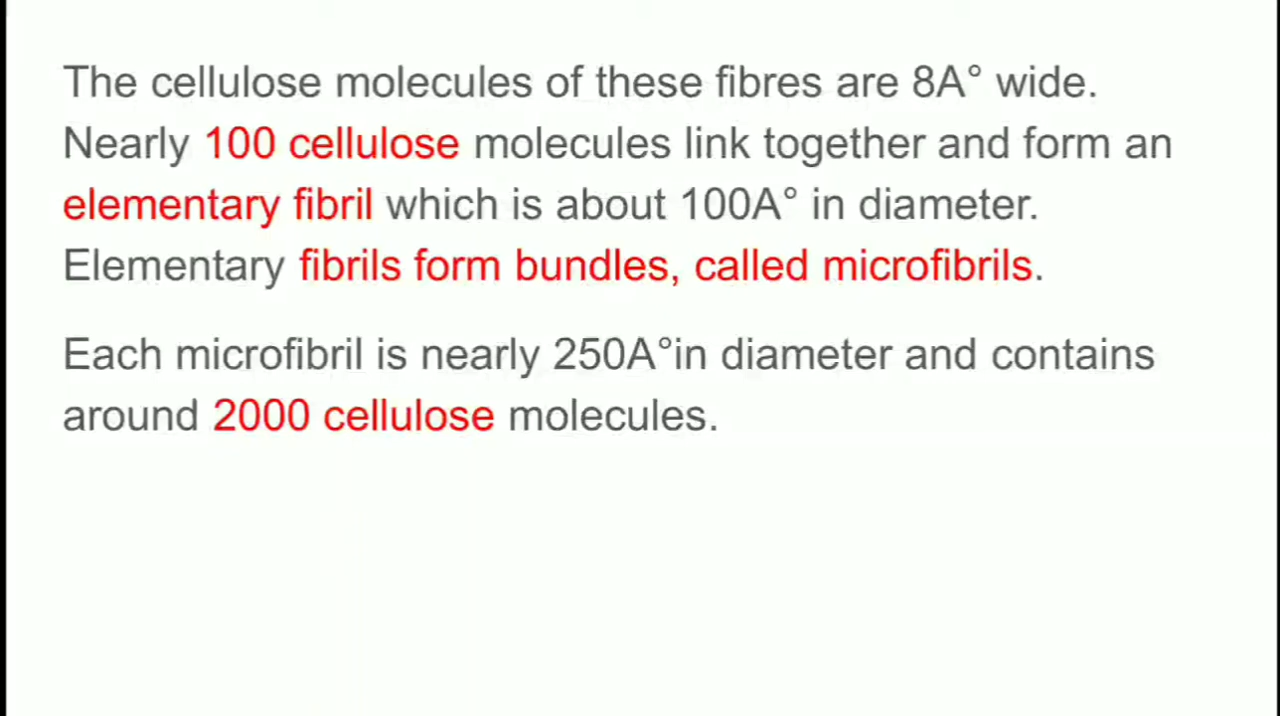 The cellulose molecules of these fibres are 8A° wide.
Nearly 100 cellulose molecules link together and form an
elementary fibril which is about 100A° in diameter.
Elementary fibrils form bundles, called microfibrils.
Each microfibril is nearly 250A°in diameter and contains
around 2000 cellulose molecules.